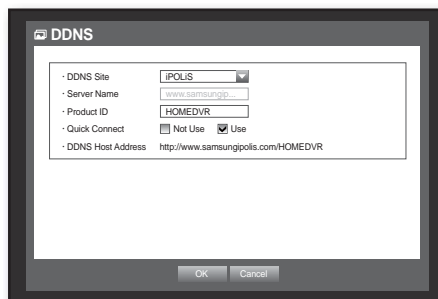 DDNS
· DDNS Site iPOLiS
· Server Name www.samsungip...
· Product ID HOMEDVR
· Quick Connect Not Use Use
· DDNS Host Address http://www.samsungipolis.com/HOMEDVR
OK Cancel